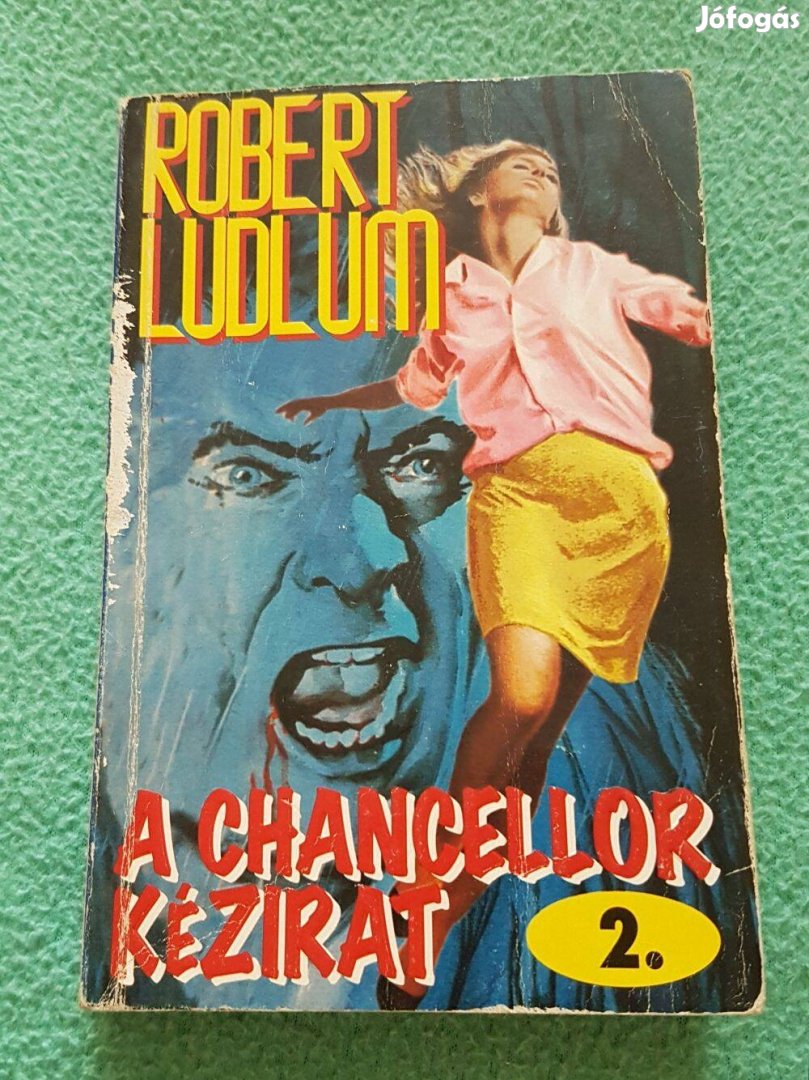 Jófogás
ROBERT
LUDLUM
A CHANCELLOR
KÉZIRAT
2.